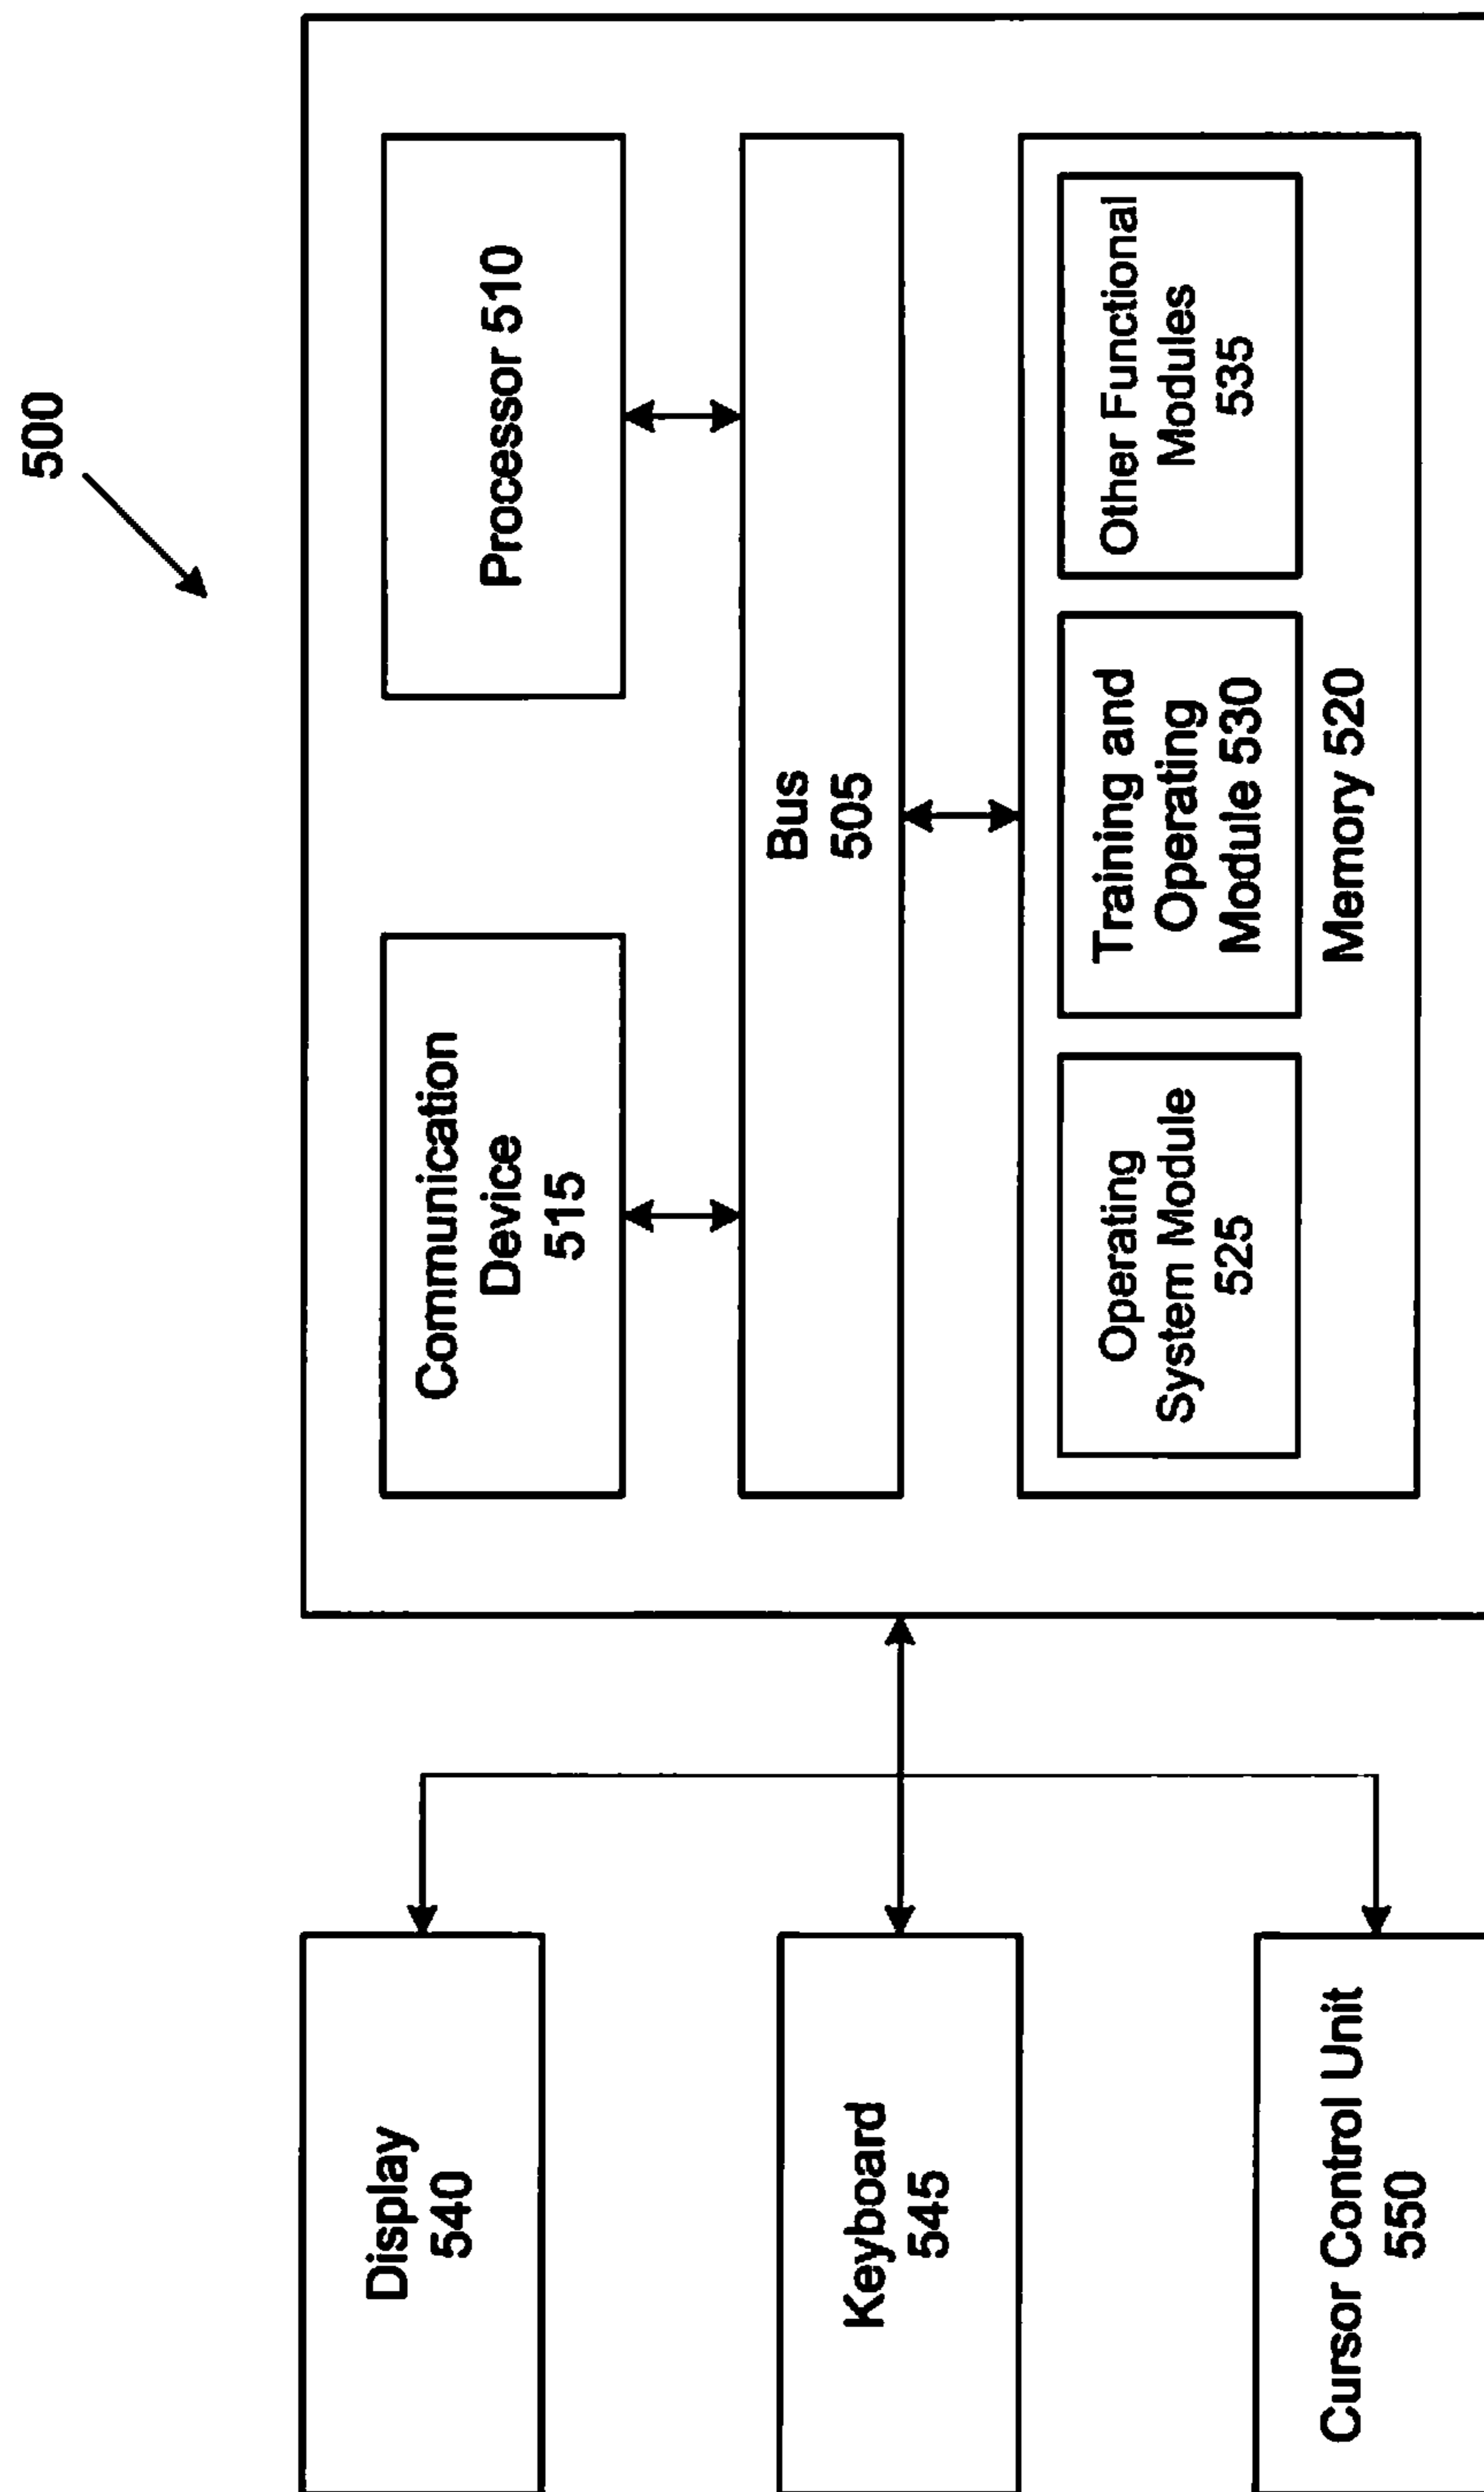 500
Display
540
Keyboard
545
Cursor Control Unit
550
Communication
Device
515
Processor 510
Bus
505
Operating
System Module
525
Training and
Operating
Module 530
Other Functional
Modules
535
Memory 520